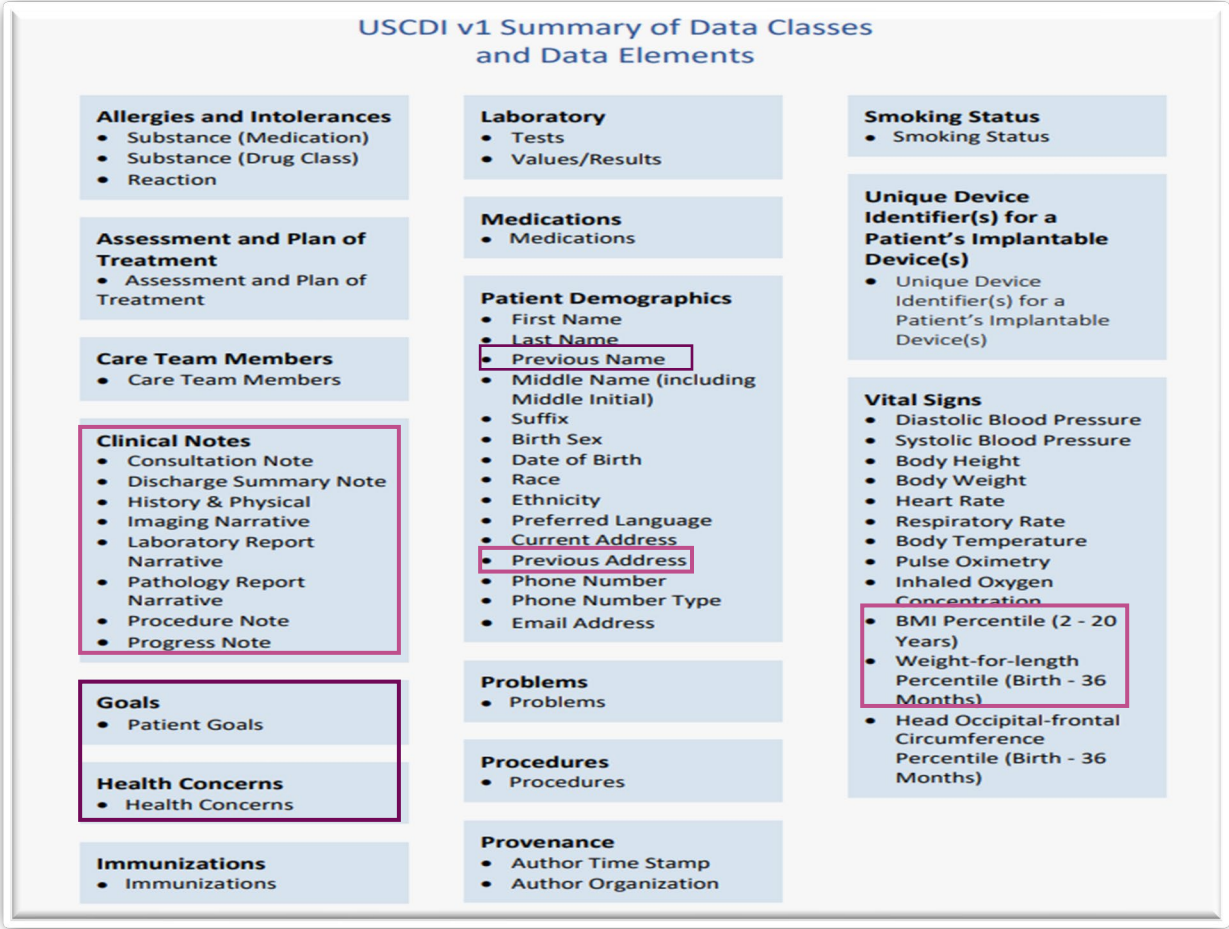 USCDI v1 Summary of Data Classes
and Data Elements
Allergies and Intolerances
• Substance (Medication)
• Substance (Drug Class)
• Reaction
Assessment and Plan of
Treatment
• Assessment and Plan of
Treatment
Care Team Members
• Care Team Members
Clinical Notes
• Consultation Note
• Discharge Summary Note
• History & Physical
• Imaging Narrative
• Laboratory Report
Narrative
• Pathology Report
Narrative
• Procedure Note
• Progress Note
Goals
• Patient Goals
Health Concerns
• Health Concerns
Immunizations
• Immunizations
Laboratory
• Tests
• Values/Results
Medications
• Medications
Patient Demographics
• First Name
• Last Name
• Previous Name
• Middle Name (including
Middle Initial)
• Suffix
• Birth Sex
• Date of Birth
• Race
• Ethnicity
• Preferred Language
• Current Address
• Previous Address
• Phone Number
• Phone Number Type
• Email Address
Problems
• Problems
Procedures
• Procedures
Provenance
• Author Time Stamp
• Author Organization
Smoking Status
• Smoking Status
Unique Device
Identifier(s) for a
Patient's Implantable
Device(s)
• Unique Device
Identifier(s) for a
Patient's Implantable
Device(s)
Vital Signs
• Diastolic Blood Pressure
• Systolic Blood Pressure
• Body Height
• Body Weight
• Heart Rate
• Respiratory Rate
• Body Temperature
• Pulse Oximetry
• Inhaled Oxygen
Concentration
• BMI Percentile (2 - 20
Years)
• Weight-for-length
Percentile (Birth - 36
Months)
• Head Occipital-frontal
Circumference
Percentile (Birth - 36
Months)